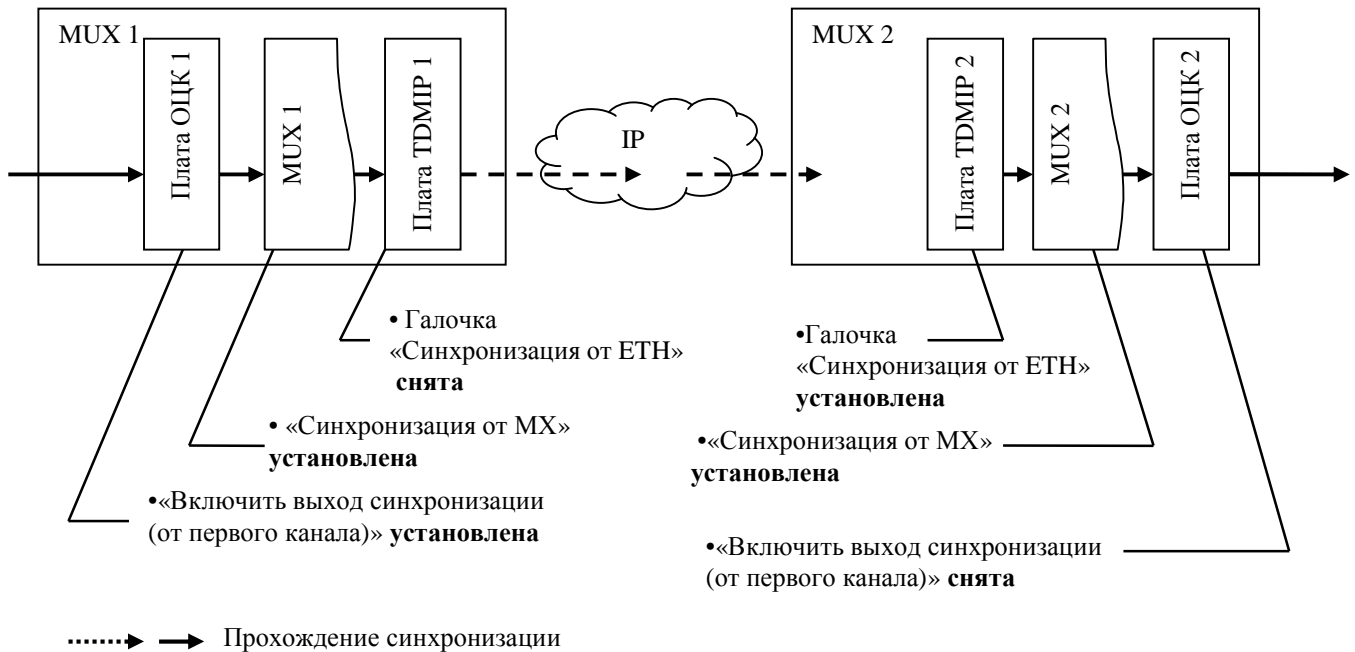 MUX 1
Плата ОЦК 1
MUX 1
Плата TDMIP 1
IP
MUX 2
Плата TDMIP 2
MUX 2
Плата ОЦК 2
• Галочка
«Синхронизация от ETH»
снята
• «Синхронизация от MX»
установлена
•«Включить выход синхронизации
(от первого канала)» установлена
•Галочка
«Синхронизация от ETH»
установлена
•«Синхронизация от MX»
установлена
•«Включить выход синхронизации
(от первого канала)» снята
Прохождение синхронизации